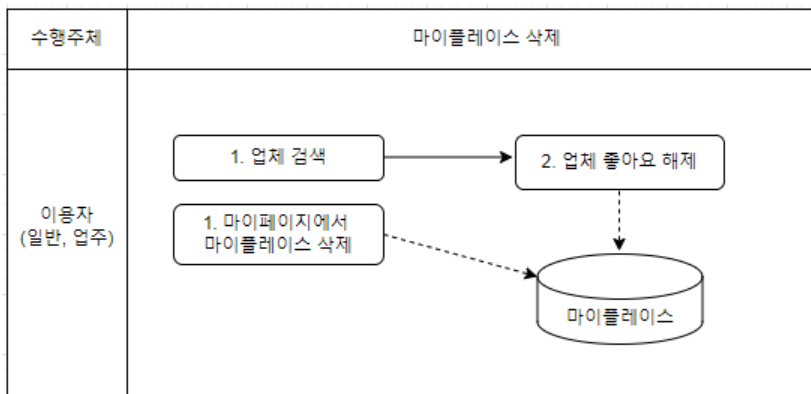 수행주체
마이플레이스 삭제
이용자
(일반, 업주)
1. 업체 검색
2. 업체 좋아요 해제
1. 마이페이지에서
마이플레이스 삭제
마이플레이스